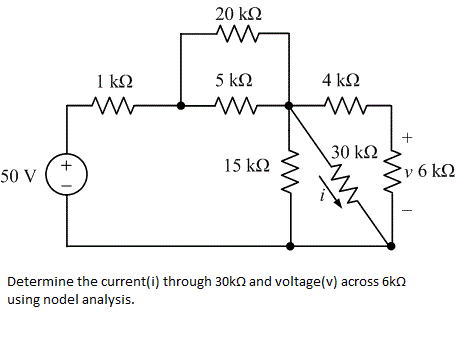 20 kΩ
1 kΩ
5 kΩ
4 kΩ
50 V
+
15 kΩ
30 kΩ
i
+
v 6 kΩ
Determine the current(i) through 30kΩ and voltage(v) across 6kΩ
using nodel analysis.